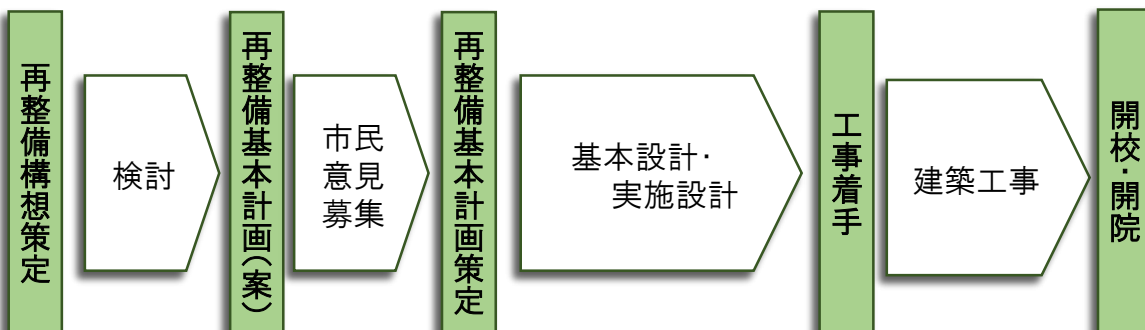 再整備構想策定
検討
再整備基本計画（案）
市民
意見
募集
再整備基本計画策定
基本設計・
実施設計
工事着手
建築工事
開校・開院